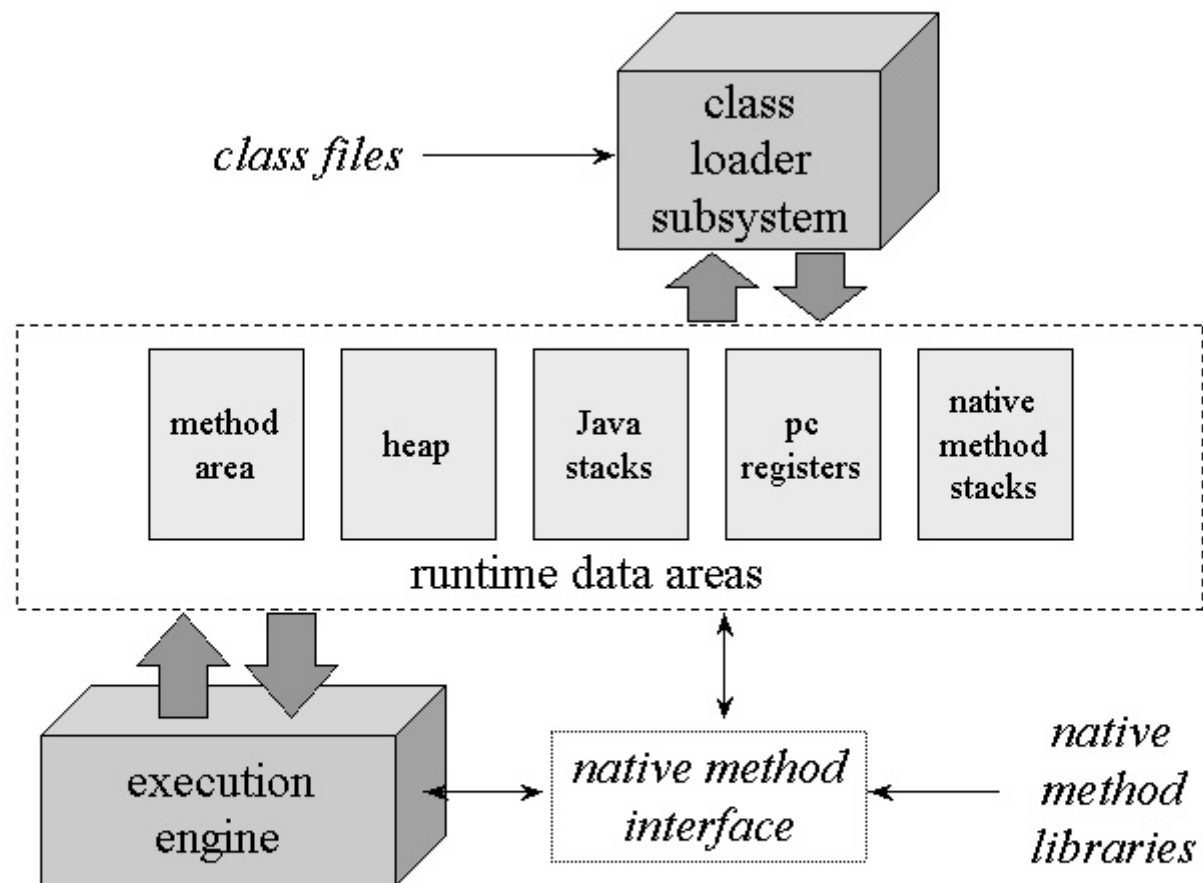 class
loader
subsystem
class files
method
area
heap
Java
stacks
pc
registers
native
method
stacks
runtime data areas
execution
engine
native method
interface
native
method
libraries